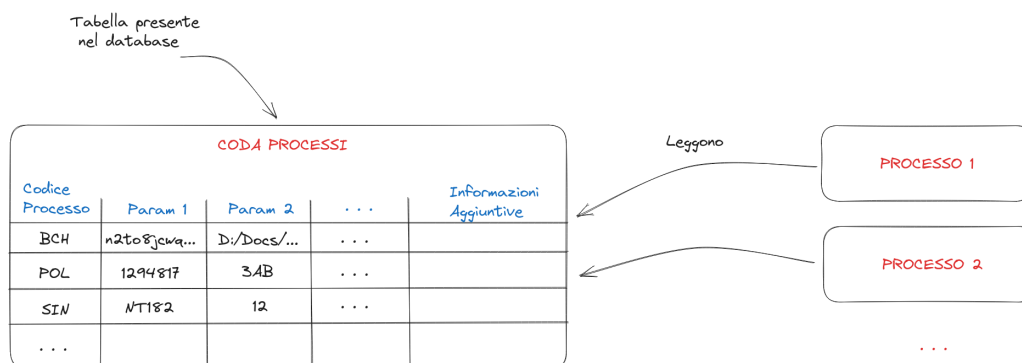 Tabella presente
nel database
CODA PROCESSI
Codice
Processo
Param 1
Param 2
. . .
Informazioni
Aggiuntive
BCH
n2to8jcwq...
D:/Docs/...
. . .
POL
1294817
3AB
. . .
SIN
NT182
12
. . .
. . .
Leggono
PROCESSO 1
PROCESSO 2
. . .